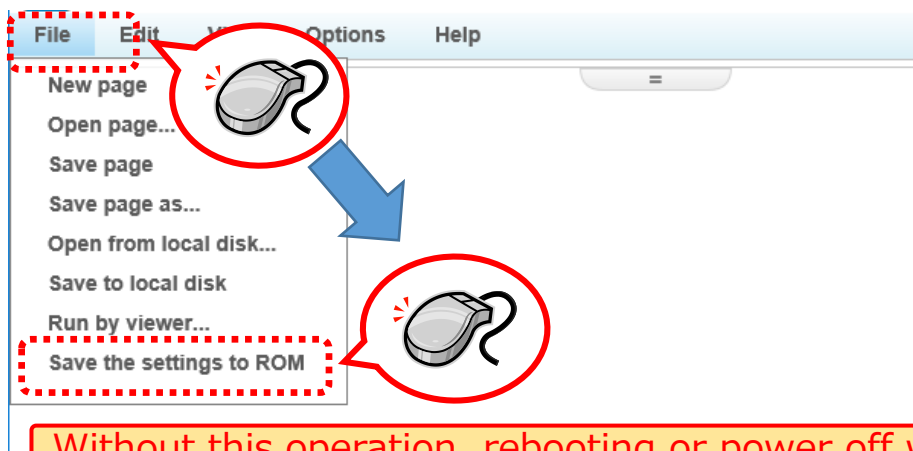 File Edit Options Help
New page
Open page...
Save page
Save page as...
Open from local disk...
Save to local disk
Run by viewer...
Save the settings to ROM
Without this operation, rebooting or power off